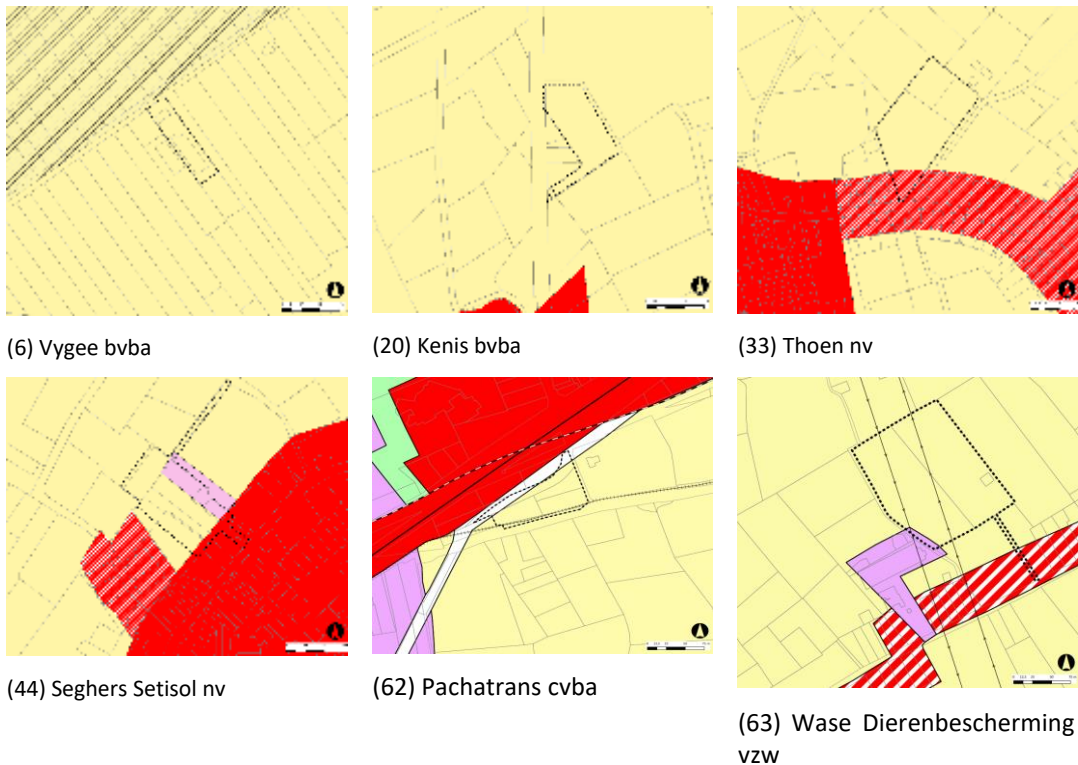 (6) Vygee bvba
(20) Kenis bvba
(33) Thoen nv
(44) Seghers Setisol nv
(62) Pachatrans cvba
(63) Wase Dierenbescherming
vzw